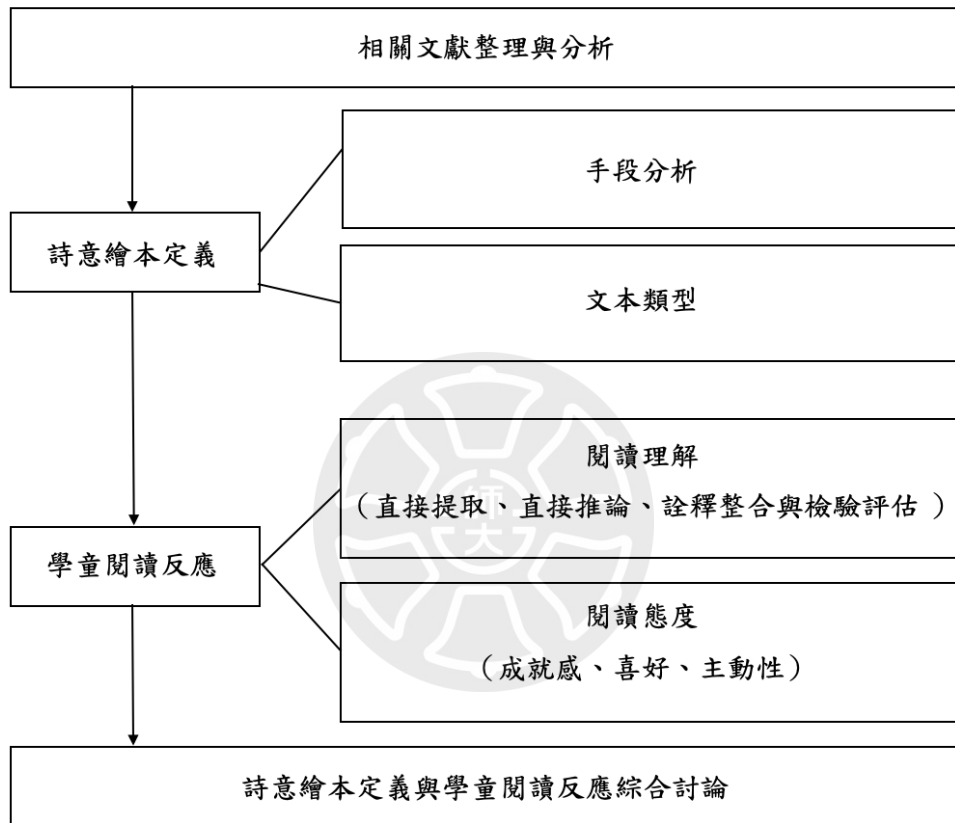 相關文獻整理與分析
手段分析
詩意繪本定義
文本類型
閱讀理解
（直接提取、直接推論、詮釋整合與檢驗評估 ）
師大
學童閱讀反應
閱讀態度
（成就感、喜好、主動性）
詩意繪本定義與學童閱讀反應綜合討論